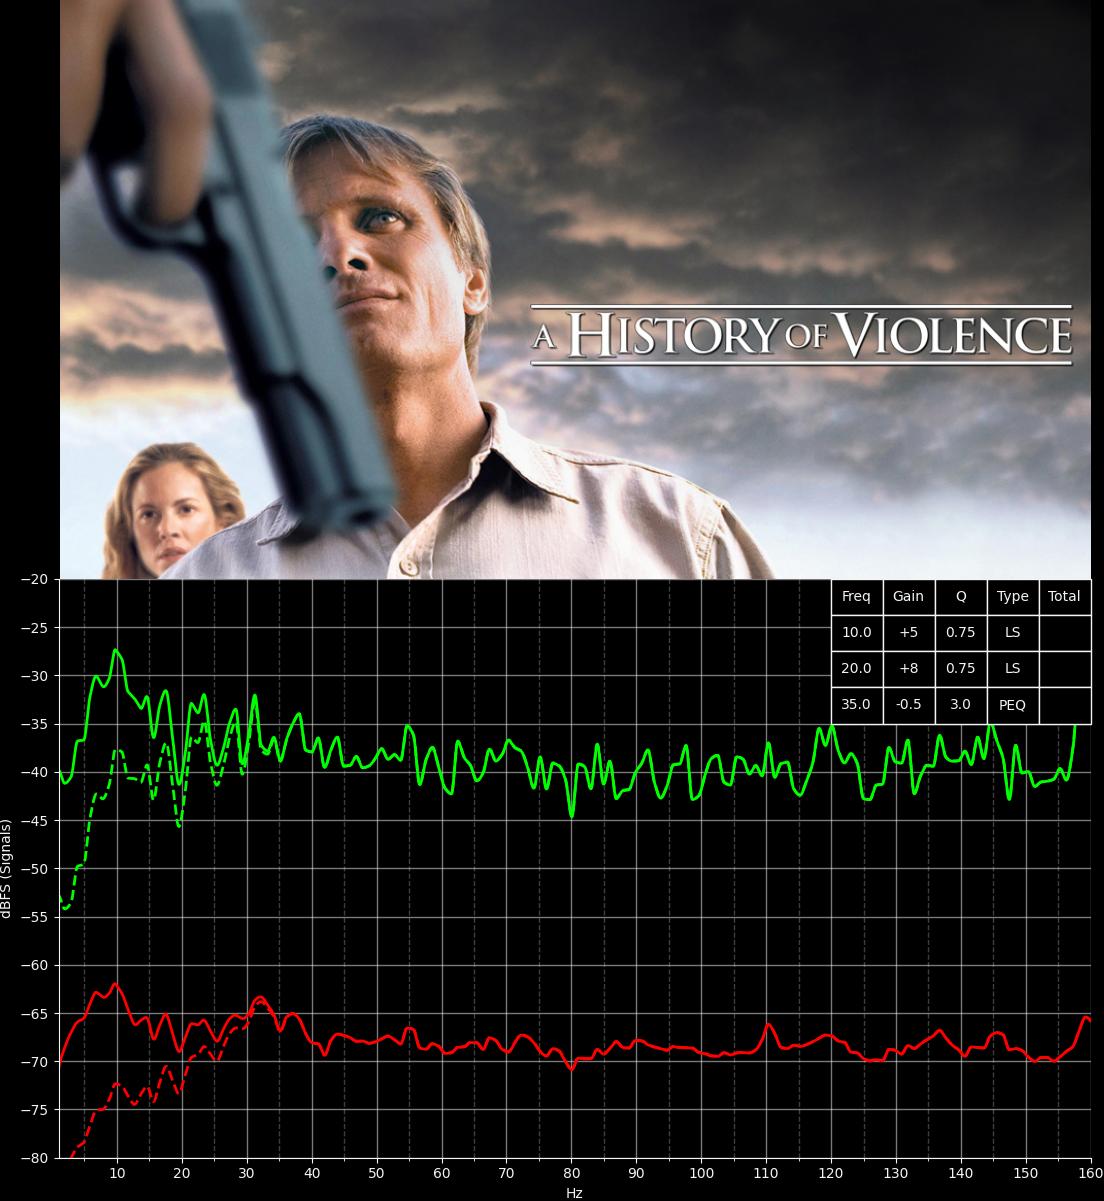 A HISTORY OF VIOLENCE
Freq Gain Q Type Total
10.0 +5 0.75 LS
20.0 +8 0.75 LS
35.0 -0.5 3.0 PEQ
−20
−25
−30
−35
−40
−45
−50
−55
−60
−65
−70
−75
−80
dBFS (Signals)
10 20 30 40 50 60 70 80 90 100 110 120 130 140 150 160
Hz